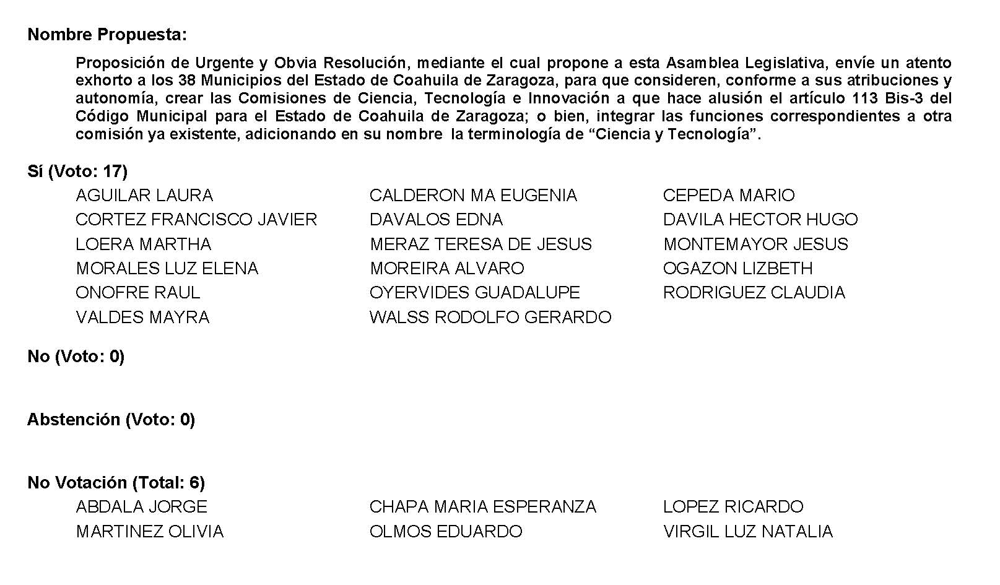 Nombre Propuesta:
Proposición de Urgente y Obvia Resolución, mediante el cual propone a esta Asamblea Legislativa, envíe un atento
exhorto a los 38 Municipios del Estado de Coahuila de Zaragoza, para que consideren, conforme a sus atribuciones y
autonomía, crear las Comisiones de Ciencia, Tecnología e Innovación a que hace alusión el artículo 113 Bis-3 del
Código Municipal para el Estado de Coahuila de Zaragoza; o bien, integrar las funciones correspondientes a otra
comisión ya existente, adicionando en su nombre la terminología de “Ciencia y Tecnología”.
Sí (Voto: 17)
AGUILAR LAURA CALDERON MA EUGENIA CEPEDA MARIO
CORTEZ FRANCISCO JAVIER DAVALOS EDNA DAVILA HECTOR HUGO
LOERA MARTHA MERAZ TERESA DE JESUS MONTEMAYOR JESUS
MORALES LUZ ELENA MOREIRA ALVARO OGAZON LIZBETH
ONOFRE RAUL OYERVIDES GUADALUPE RODRIGUEZ CLAUDIA
VALDES MAYRA WALSS RODOLFO GERARDO
No (Voto: 0)
Abstención (Voto: 0)
No Votación (Total: 6)
ABDALA JORGE CHAPA MARIA ESPERANZA LOPEZ RICARDO
MARTINEZ OLIVIA OLMOS EDUARDO VIRGIL LUZ NATALIA